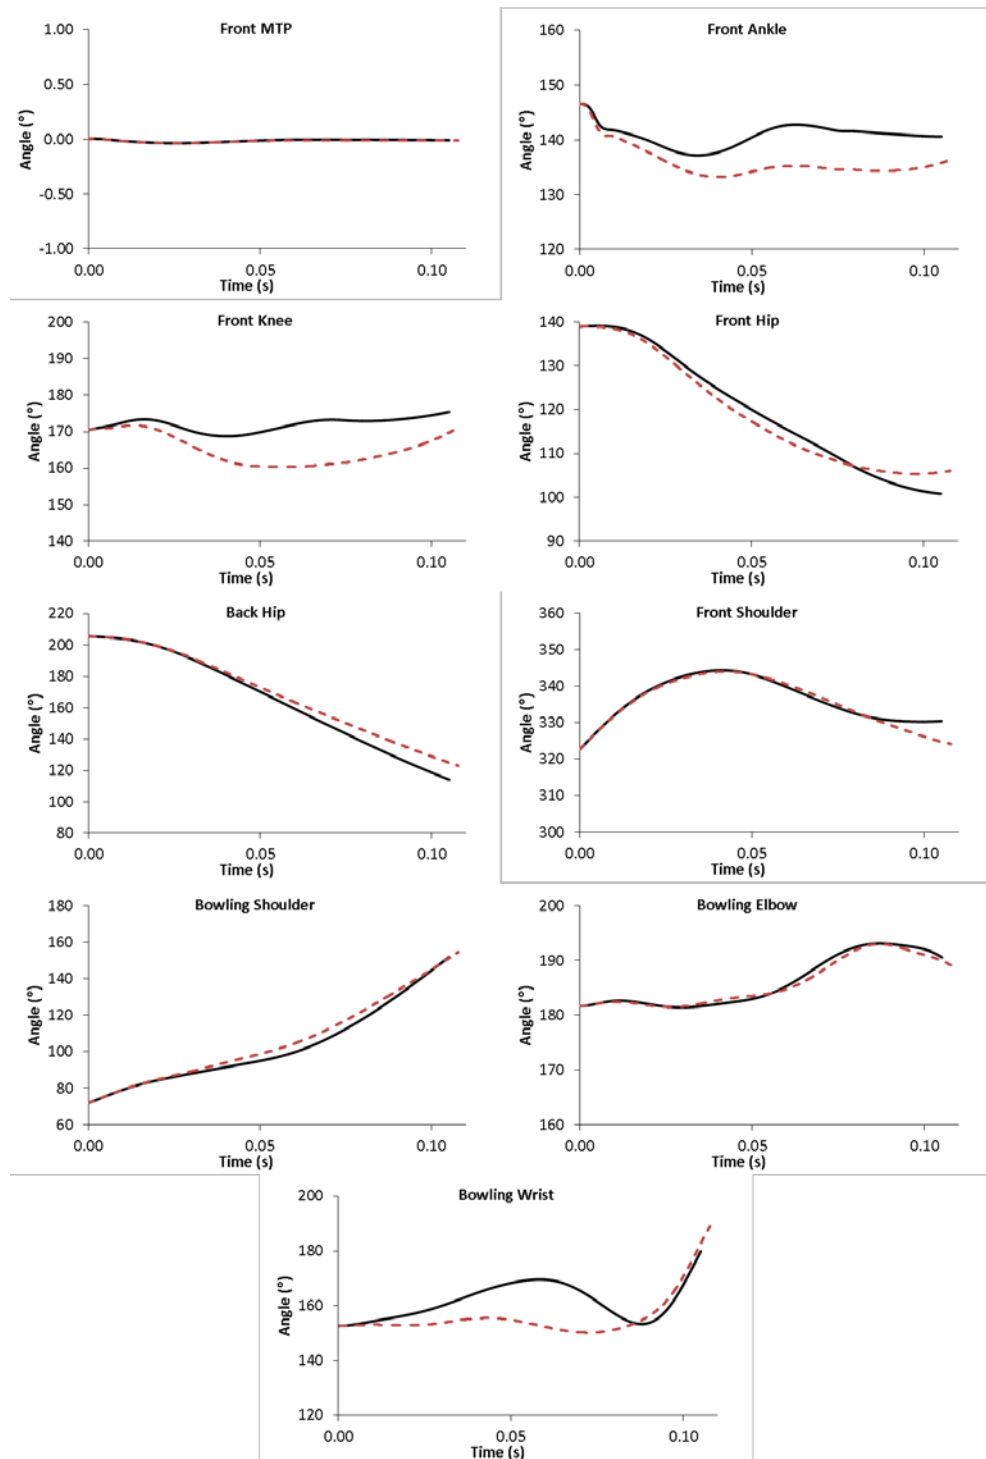 Front MTP
1.00
0.50
0.00
-0.50
-1.00
Angle (°)
0.00 0.05 0.10
Time (s)
Front Ankle
160
150
140
130
120
Angle (°)
0.00 0.05 0.10
Time (s)
Front Knee
200
190
180
170
160
150
140
Angle (°)
0.00 0.05 0.10
Time (s)
Front Hip
140
130
120
110
100
90
Angle (°)
0.00 0.05 0.10
Time (s)
Back Hip
220
200
180
160
140
120
100
80
Angle (°)
0.00 0.05 0.10
Time (s)
Front Shoulder
360
350
340
330
320
310
300
Angle (°)
0.00 0.05 0.10
Time (s)
Bowling Shoulder
180
160
140
120
100
80
60
Angle (°)
0.00 0.05 0.10
Time (s)
Bowling Elbow
200
190
180
170
160
Angle (°)
0.00 0.05 0.10
Time (s)
Bowling Wrist
200
180
160
140
120
Angle (°)
0.00 0.05 0.10
Time (s)